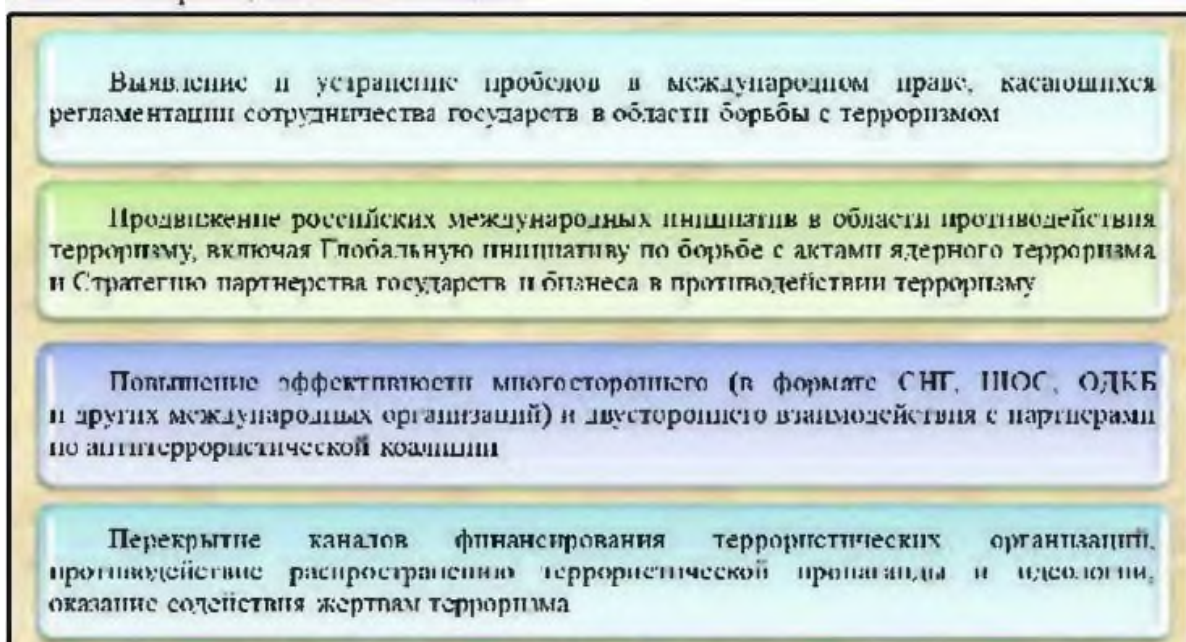 Выявление и устранение пробелов в международном праве, касающихся
регламентации сотрудничества государств в области борьбы с терроризмом
Продвижение российских международных инициатив в области противодействия
терроризму, включая Глобальную инициативу по борьбе с актами ядерного терроризма
и Стратегию партнерства государств и бизнеса в противодействии терроризму
Повышение эффективности многостороннего (в формате СНГ, ШОС, ОДКБ
и других международных организаций) и двустороннего взаимодействия с партнерами
по антитеррористической коалиции
Перекрытие каналов финансирования террористических организаций,
противодействие распространению террористической пропаганды и идеологии,
оказание содействия жертвам терроризма